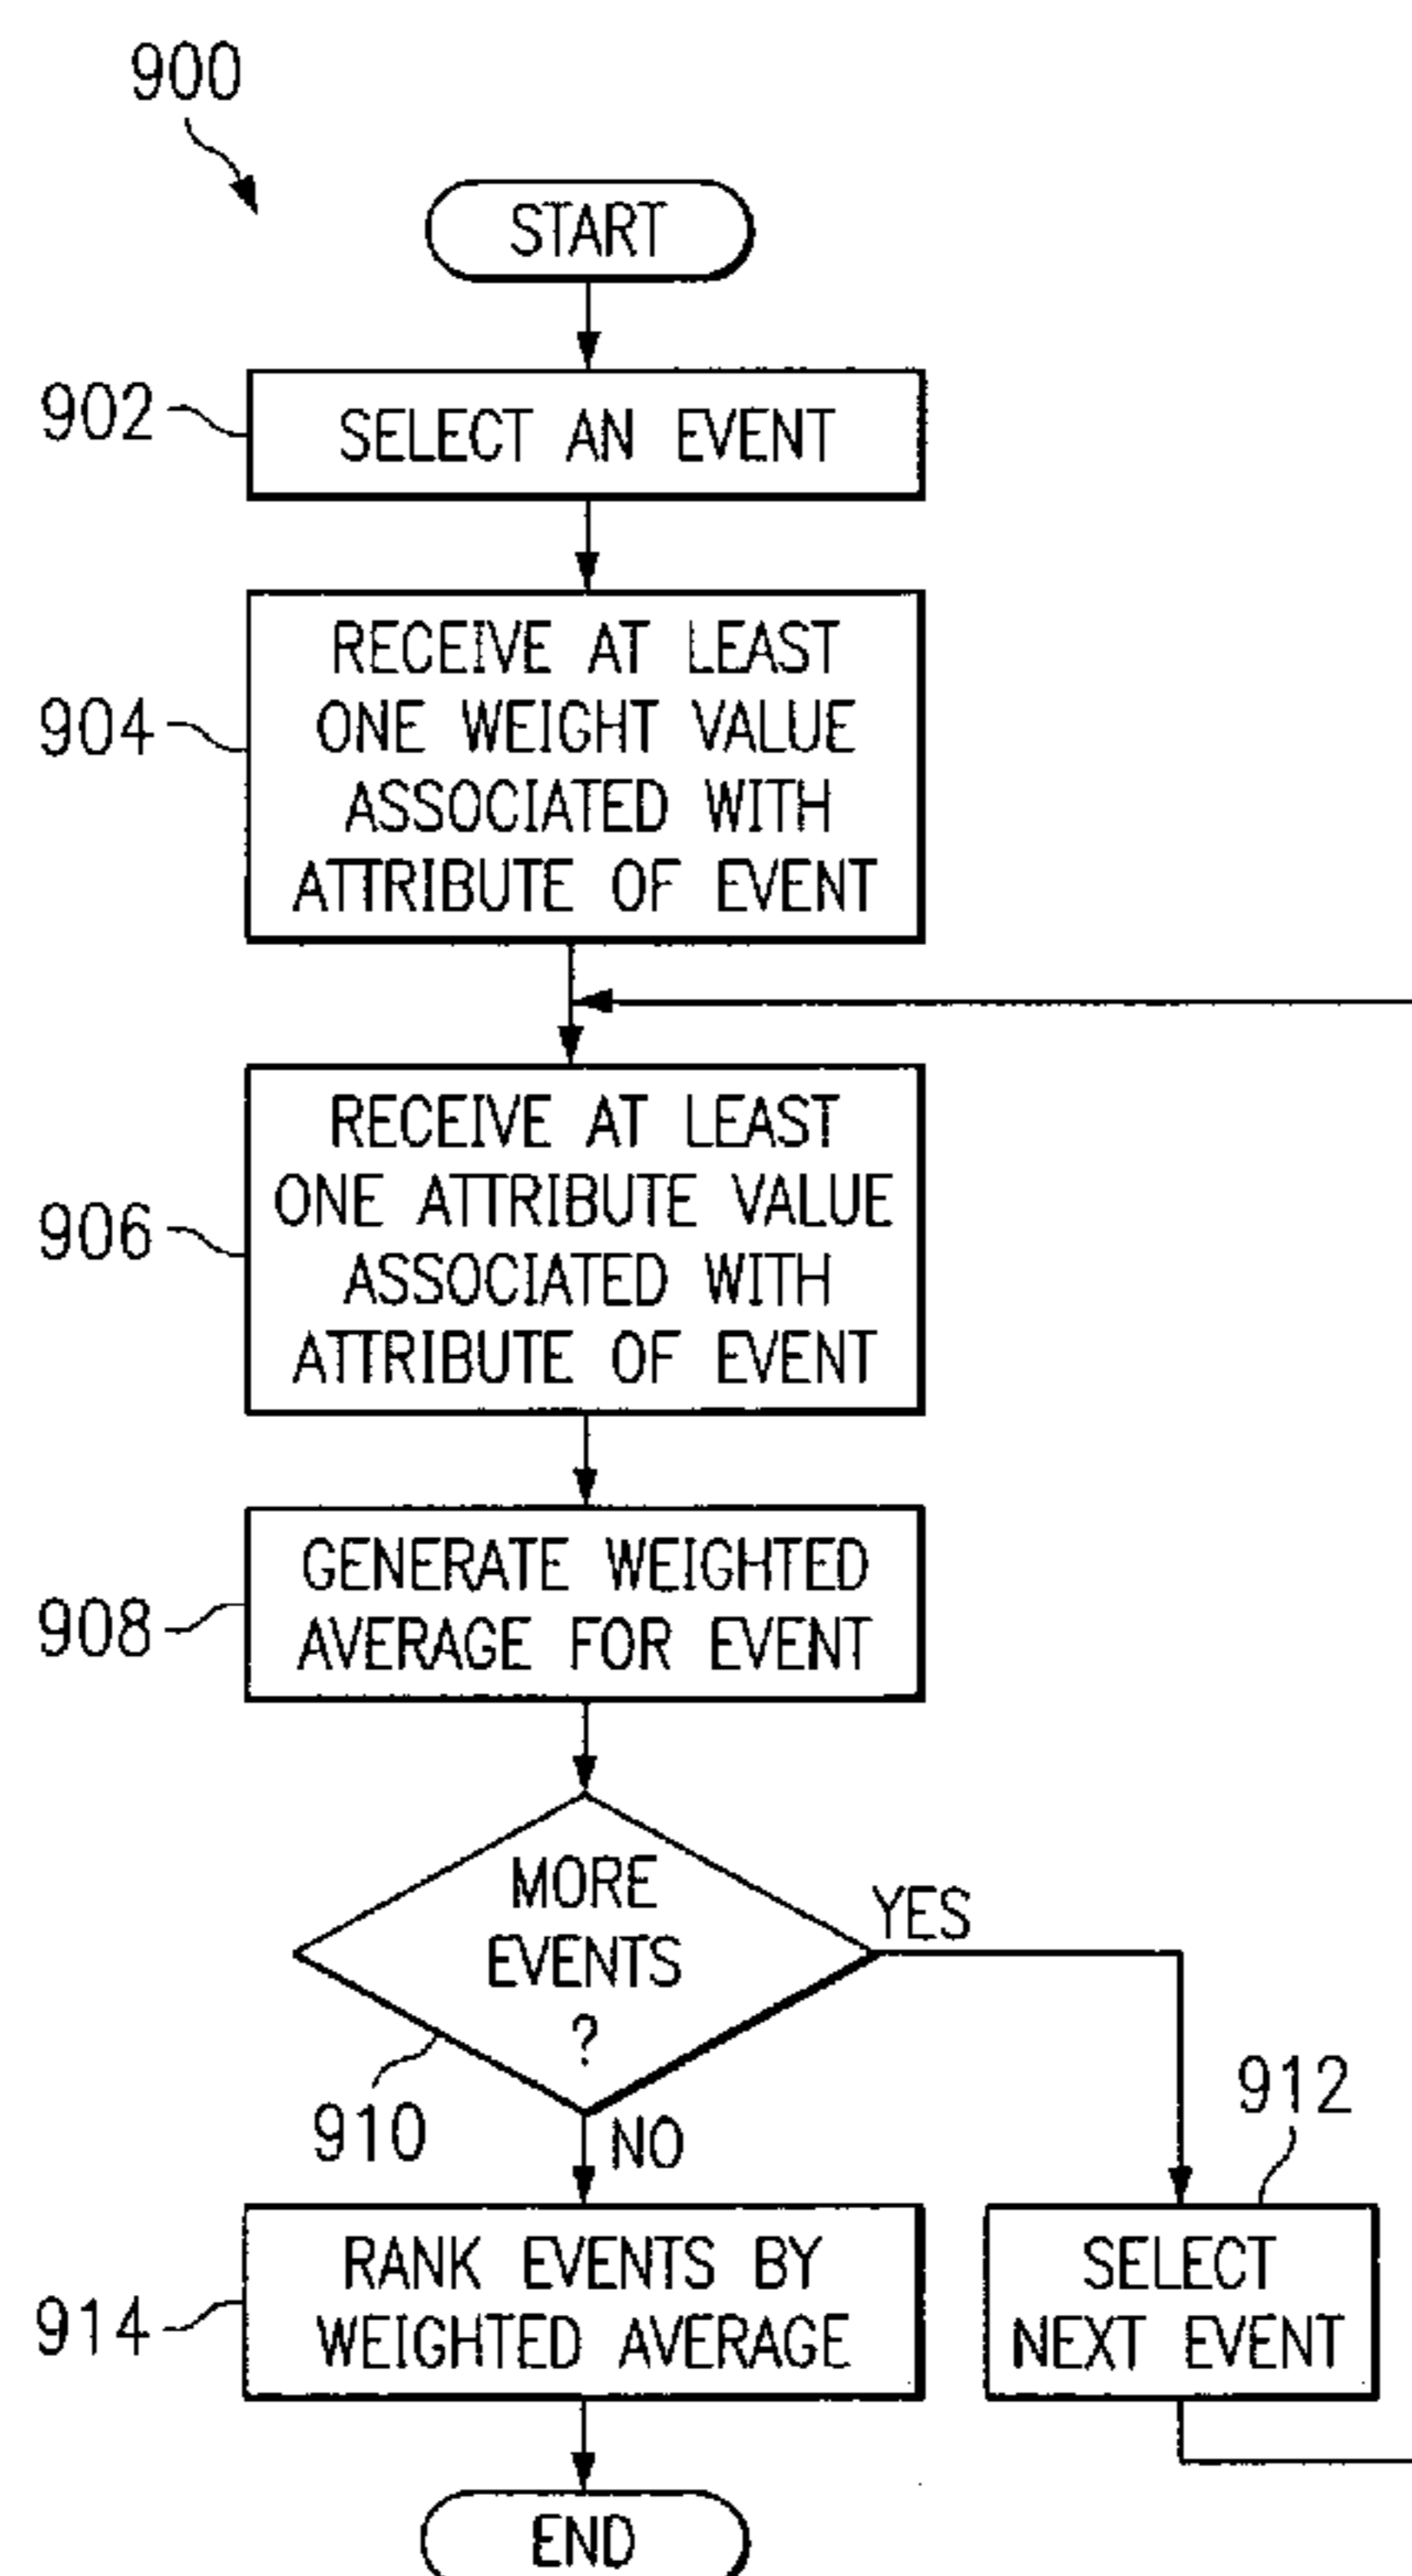 900
START
902
SELECT AN EVENT
904
RECEIVE AT LEAST
ONE WEIGHT VALUE
ASSOCIATED WITH
ATTRIBUTE OF EVENT
906
RECEIVE AT LEAST
ONE ATTRIBUTE VALUE
ASSOCIATED WITH
ATTRIBUTE OF EVENT
908
GENERATE WEIGHTED
AVERAGE FOR EVENT
MORE
EVENTS
?
YES
910
NO
912
SELECT
NEXT EVENT
914
RANK EVENTS BY
WEIGHTED AVERAGE
END